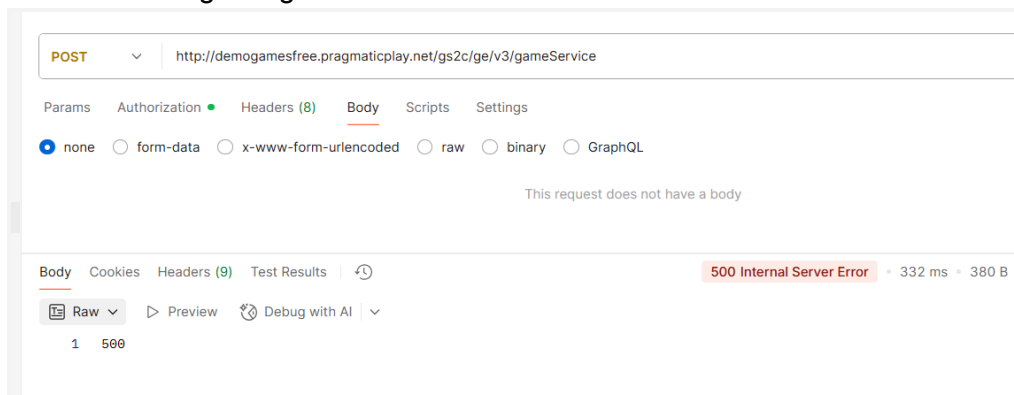 POST http://demogamesfree.pragmaticplay.net/gs2c/ge/v3/gameService
Params Authorization Headers (8) Body Scripts Settings
none form-data x-www-form-urlencoded raw binary GraphQL
This request does not have a body
Body Cookies Headers (9) Test Results 500 Internal Server Error 332 ms 380 B
Raw Preview Debug with AI
1 500